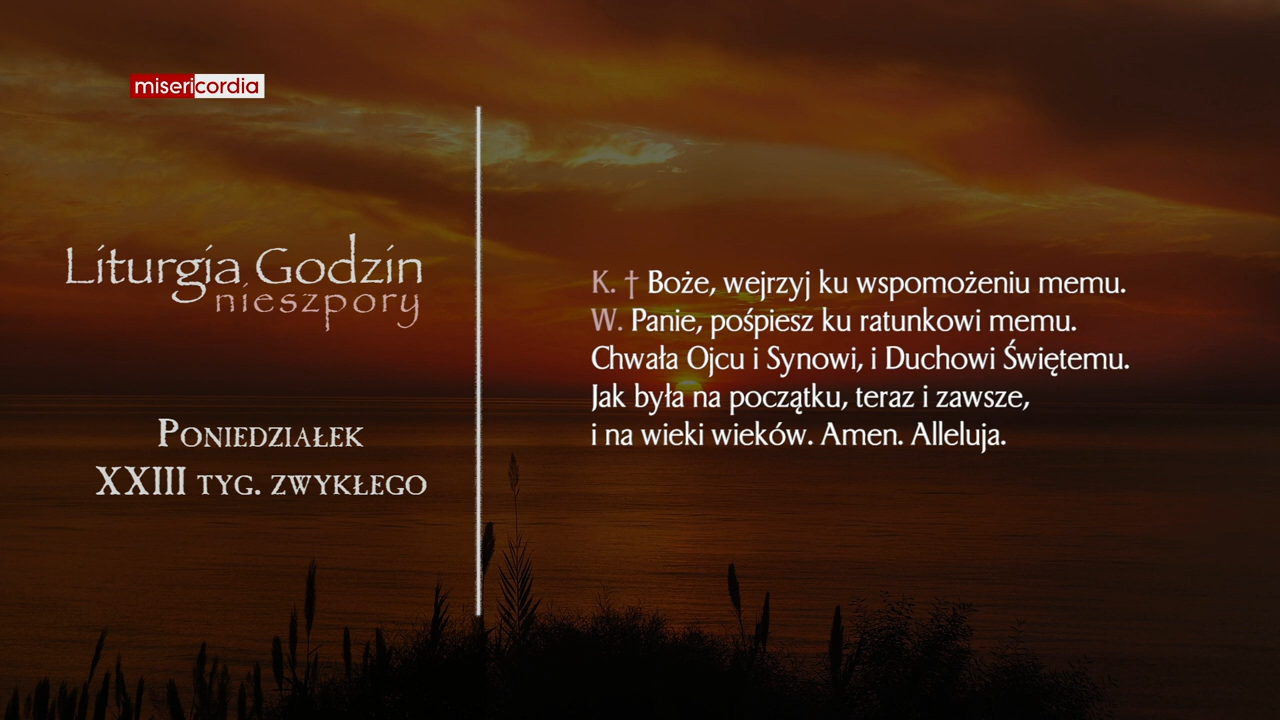 misericordia
Liturgia Godzin
nieszpory
Poniedziałek
XXIII tyg. zwykłego
K. † Boże, wejrzyj ku wspomożeniu memu.
W. Panie, pośpiesz ku ratunkowi memu.
Chwała Ojcu i Synowi, i Duchowi Świętemu.
Jak była na początku, teraz i zawsze,
i na wieki wieków. Amen. Alleluja.